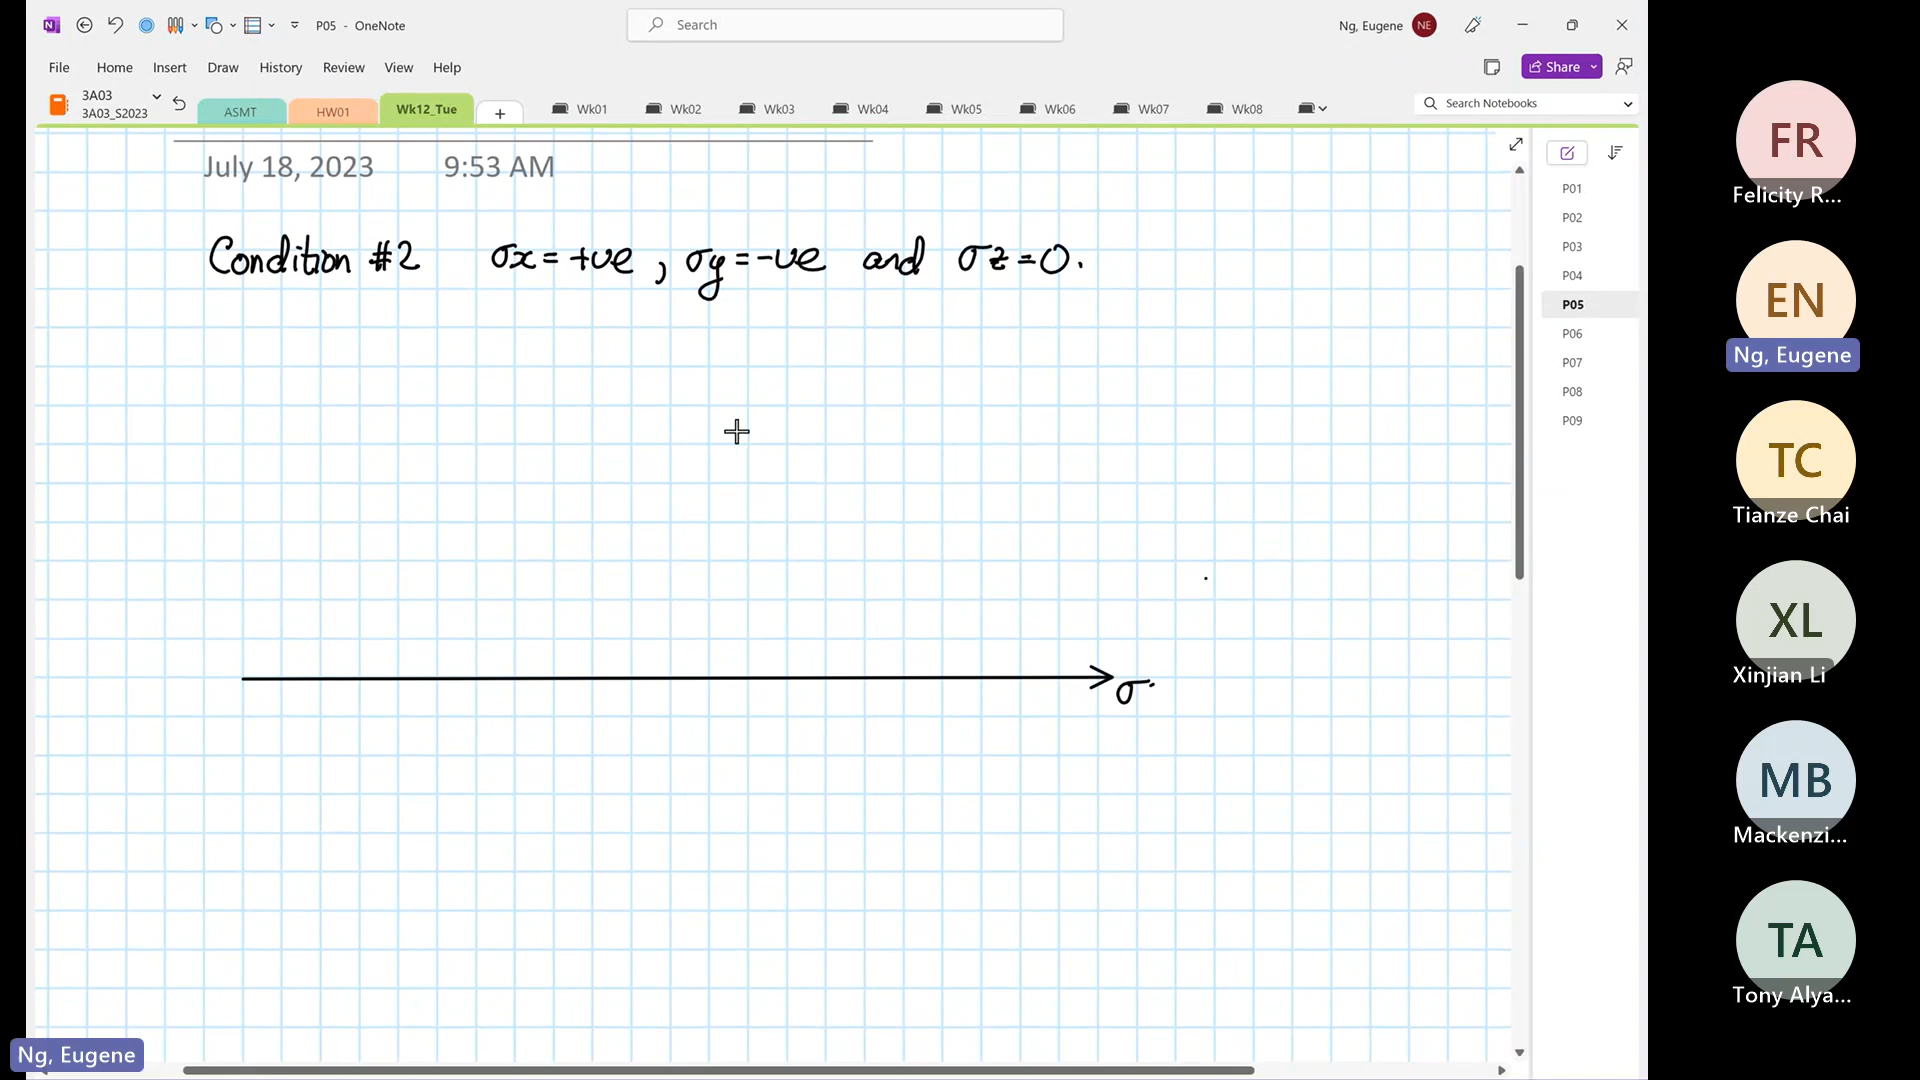 P05 - OneNote
Search
Ng, Eugene
NE
File Home Insert Draw History Review View Help
Share
3A03
3A03_S2023
ASMT HW01 Wk12_Tue + Wk01 Wk02 Wk03 Wk04 Wk05 Wk06 Wk07 Wk08
Search Notebooks
July 18, 2023 9:53 AM
Condition #2 σx = +ve , σy = -ve and σz = 0.
σ
P01
P02
P03
P04
P05
P06
P07
P08
P09
FR
Felicity R...
EN
Ng, Eugene
TC
Tianze Chai
XL
Xinjian Li
MB
Mackenzi...
TA
Tony Alya...
Ng, Eugene